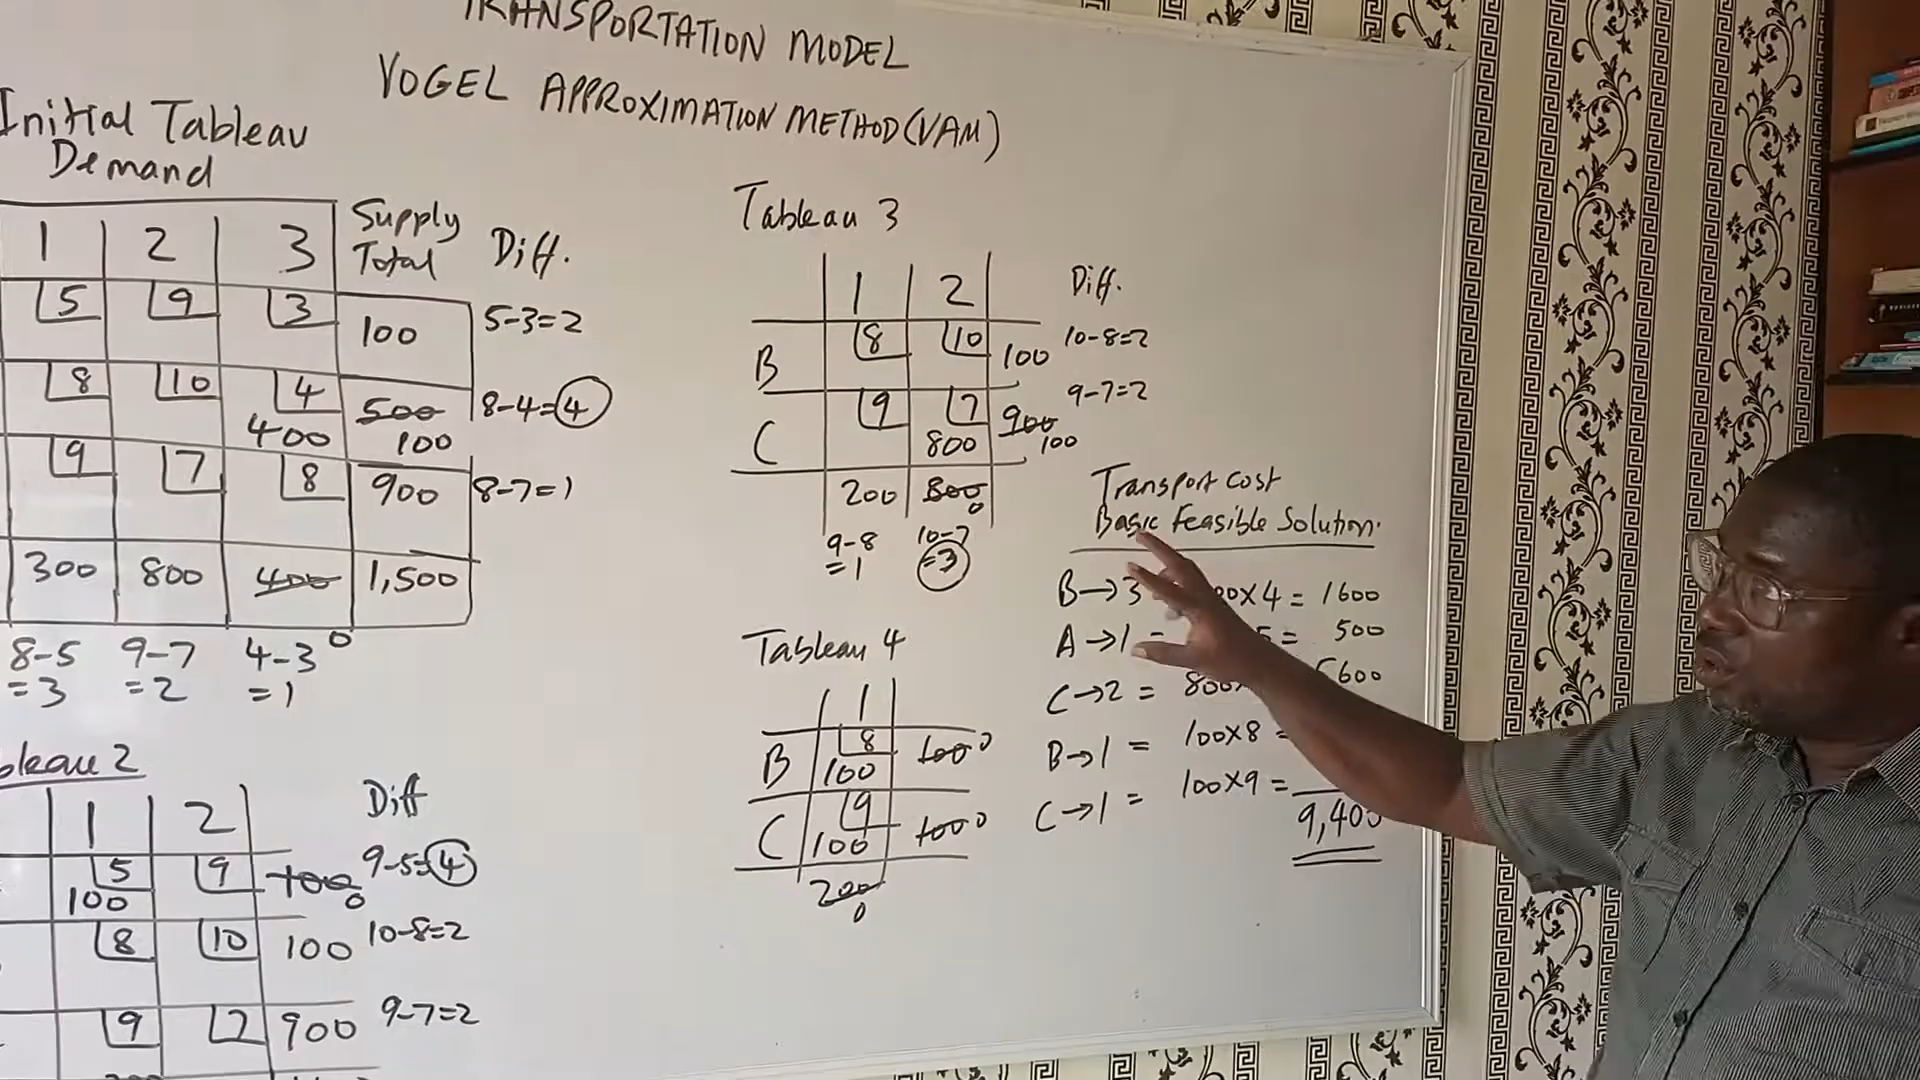 TRANSPORTATION MODEL
VOGEL APPROXIMATION METHOD (VAM)
Initial Tableau
Demand
1 2 3 Supply Total Diff.
5 9 3 100 5-3=2
8 10 4 500 8-4=4
400 100
9 7 8 900 8-7=1
300 800 400 1,500
0
8-5 9-7 4-3
=3 =2 =1
2
1 2 Diff
5 9 100 9-5=4
100 0
8 10 100 10-8=2
9 7 900 9-7=2
Tableau 3
1 2 Diff.
B 8 10 100 10-8=2
C 9 7 900 9-7=2
800 100
200 800
0
9-8 10-7
=1 =3
Tableau 4
1
B 8 100 0
100
C 9 100 0
100
200
0
Transport cost
Basic Feasible Solution.
B→3 X4 = 1600
A→1 = 5 = 500
C→2 = 800 600
B→1 = 100X8 =
C→1 = 100X9 =
9,400